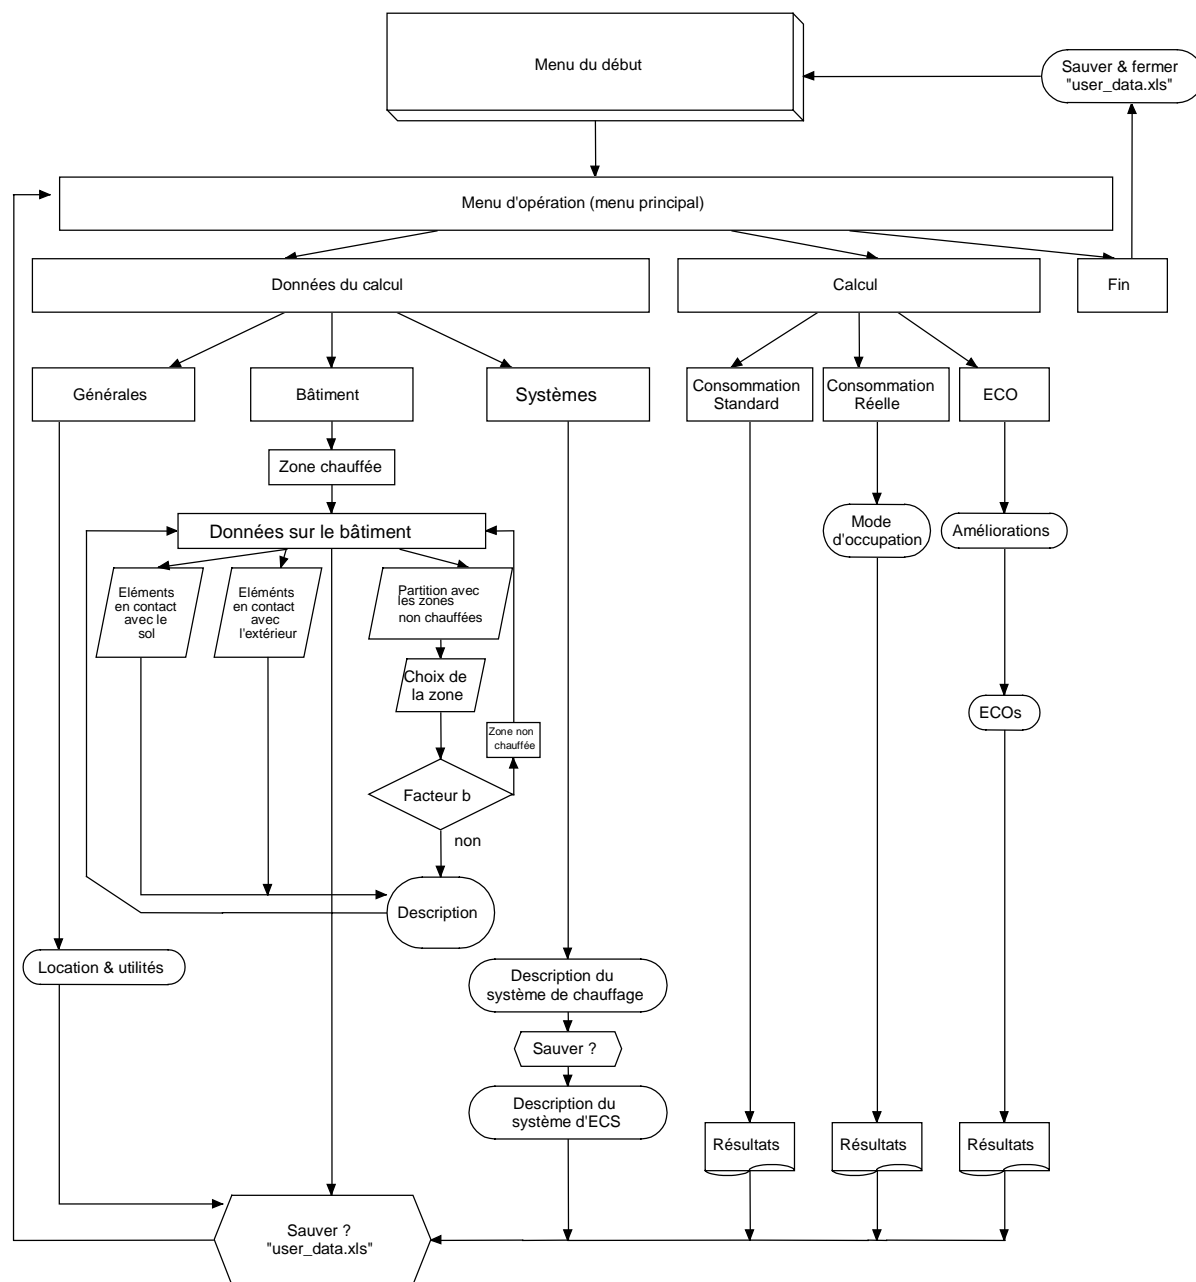 Menu du début
Sauver & fermer
"user_data.xls"
Menu d'opération (menu principal)
Données du calcul
Calcul
Fin
Générales
Bâtiment
Systèmes
Consommation
Standard
Consommation
Réelle
ECO
Zone chauffée
Données sur le bâtiment
Mode
d'occupation
Améliorations
Eléments
en contact
avec le
sol
Eléménts
en contact
avec
l'extérieur
Partition avec
les zones
non chauffées
Choix de
la zone
Zone non
chauffée
ECOs
Facteur b
non
Description
Location & utilités
Description du
système de chauffage
Sauver ?
Description du
système d'ECS
Résultats
Résultats
Résultats
Sauver ?
"user_data.xls"